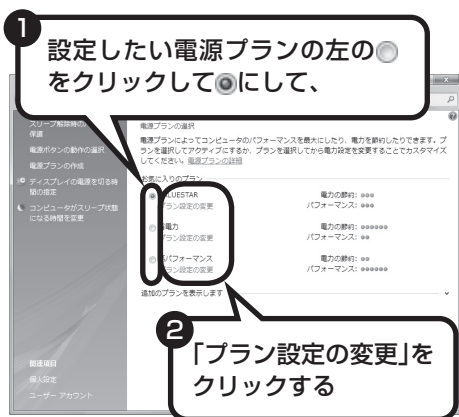 1
設定したい電源プランの左の
をクリックして にして、
スリープ解除時の
保護
電源ボタンの動作の選択
電源プランの作成
ディスプレイの電源を切る時
間の指定
コンピュータがスリープ状態
になる時間を変更
関連項目
個人設定
ユーザー アカウント
電源プランの選択
電源プランによってコンピュータのパフォーマンスを最大にしたり、電力を節約したりできます。プ
ランを選択してアクティブにするか、プランを選択してから電源設定を変更することでカスタマイズ
してください。電源プランの詳細
お気に入りのプラン
電力の節約:
プラン設定の変更
パフォーマンス:
省電力
電力の節約:
プラン設定の変更
パフォーマンス:
パフォーマンス
電力の節約:
プラン設定の変更
パフォーマンス:
追加のプランを表示します
2
「プラン設定の変更」を
クリックする